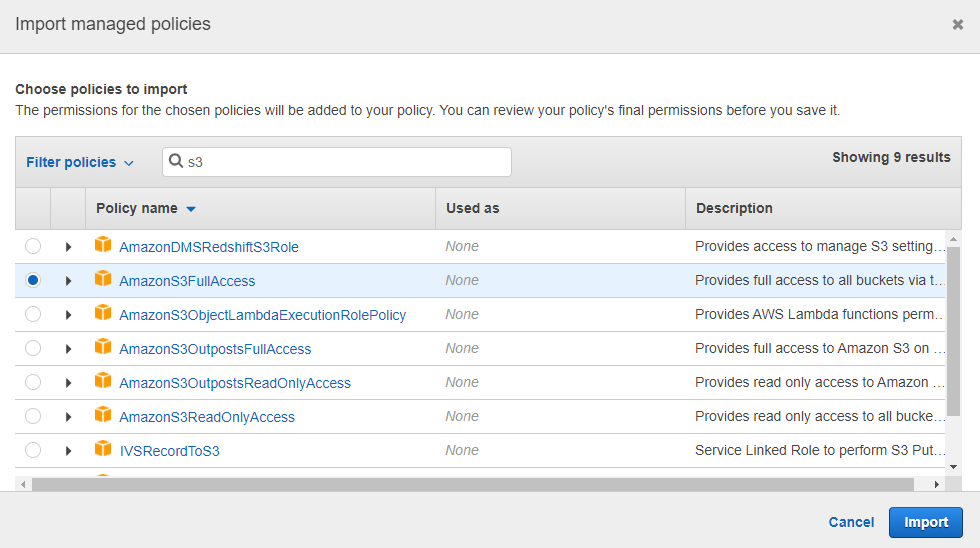 Import managed policies
Choose policies to import
The permissions for the chosen policies will be added to your policy. You can review your policy's final permissions before you save it.
Filter policies s3 Showing 9 results
Policy name Used as Description
AmazonDMSRedshiftS3Role None Provides access to manage S3 setting...
AmazonS3FullAccess None Provides full access to all buckets via t...
AmazonS3ObjectLambdaExecutionRolePolicy None Provides AWS Lambda functions perm...
AmazonS3OutpostsFullAccess None Provides full access to Amazon S3 on ...
AmazonS3OutpostsReadOnlyAccess None Provides read only access to Amazon ...
AmazonS3ReadOnlyAccess None Provides read only access to all bucke...
IVSRecordToS3 None Service Linked Role to perform S3 Put...
Cancel Import